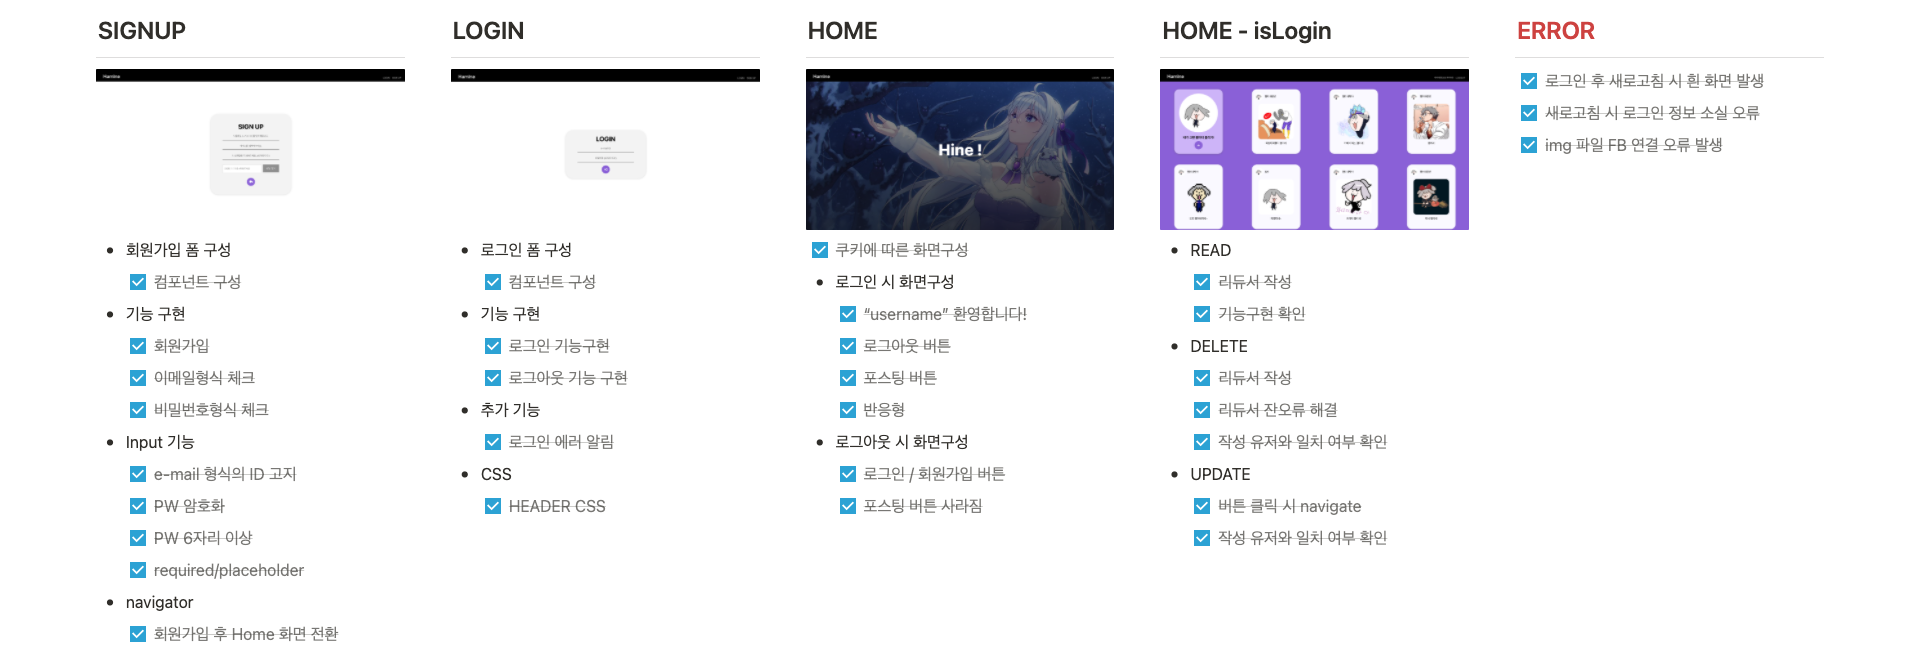 SIGNUP
Hamine
SIGN UP
회원가입 폼 구성
컴포넌트 구성
기능 구현
회원가입
이메일형식 체크
비밀번호형식 체크
Input 기능
e-mail 형식의 ID 고지
PW 암호화
PW 6자리 이상
required/placeholder
navigator
회원가입 후 Home 화면 전환
LOGIN
Hamine
LOGIN
로그인 폼 구성
컴포넌트 구성
기능 구현
로그인 기능구현
로그아웃 기능 구현
추가 기능
로그인 에러 알림
CSS
HEADER CSS
HOME
Hamine
Hine !
쿠키에 따른 화면구성
로그인 시 화면구성
“username” 환영합니다!
로그아웃 버튼
포스팅 버튼
반응형
로그아웃 시 화면구성
로그인 / 회원가입 버튼
포스팅 버튼 사라짐
HOME - isLogin
Hamine
READ
리듀서 작성
기능구현 확인
DELETE
리듀서 작성
리듀서 잔오류 해결
작성 유저와 일치 여부 확인
UPDATE
버튼 클릭 시 navigate
작성 유저와 일치 여부 확인
ERROR
로그인 후 새로고침 시 흰 화면 발생
새로고침 시 로그인 정보 소실 오류
img 파일 FB 연결 오류 발생